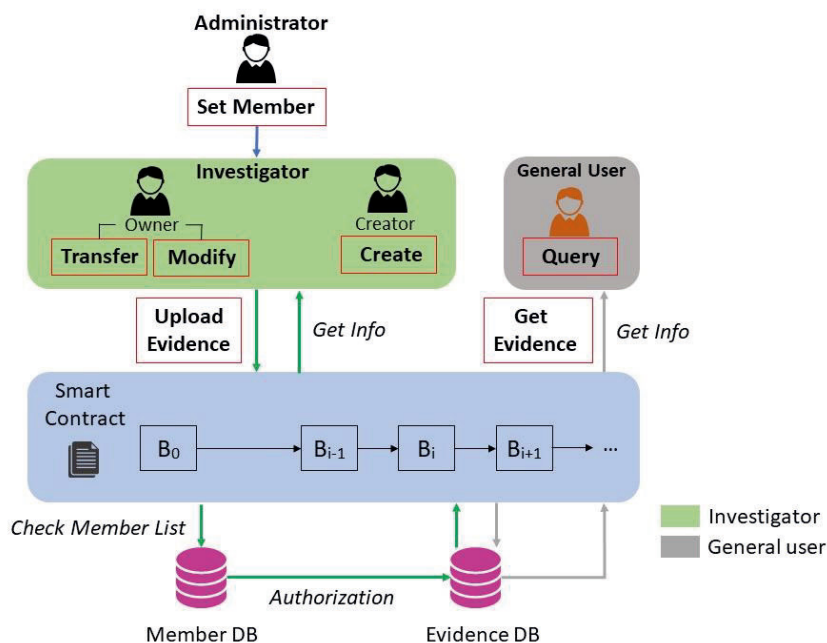 Administrator
Set Member
Investigator
General User
Owner
Creator
Transfer
Modify
Create
Query
Upload
Evidence
Get Info
Get
Evidence
Get Info
Smart
Contract
B0
Bi-1
Bi
Bi+1
...
Check Member List
Investigator
General user
Authorization
Member DB
Evidence DB